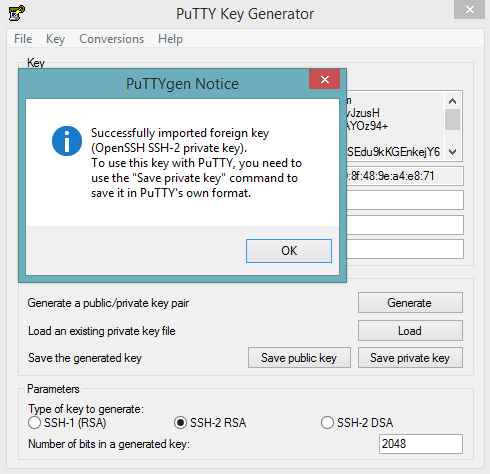 PuTTY Key Generator
File Key Conversions Help
Key
PuTTYgen Notice
Successfully imported foreign key
(OpenSSH SSH-2 private key).
To use this key with PuTTY, you need to
use the "Save private key" command to
save it in PuTTY's own format.
OK
vJzusH
AYOz94+
SEdu9kKGEnkejY6
8f:48:9e:a4:e8:71
Generate a public/private key pair
Generate
Load an existing private key file
Load
Save the generated key
Save public key
Save private key
Parameters
Type of key to generate:
SSH-1 (RSA) SSH-2 RSA SSH-2 DSA
Number of bits in a generated key:
2048